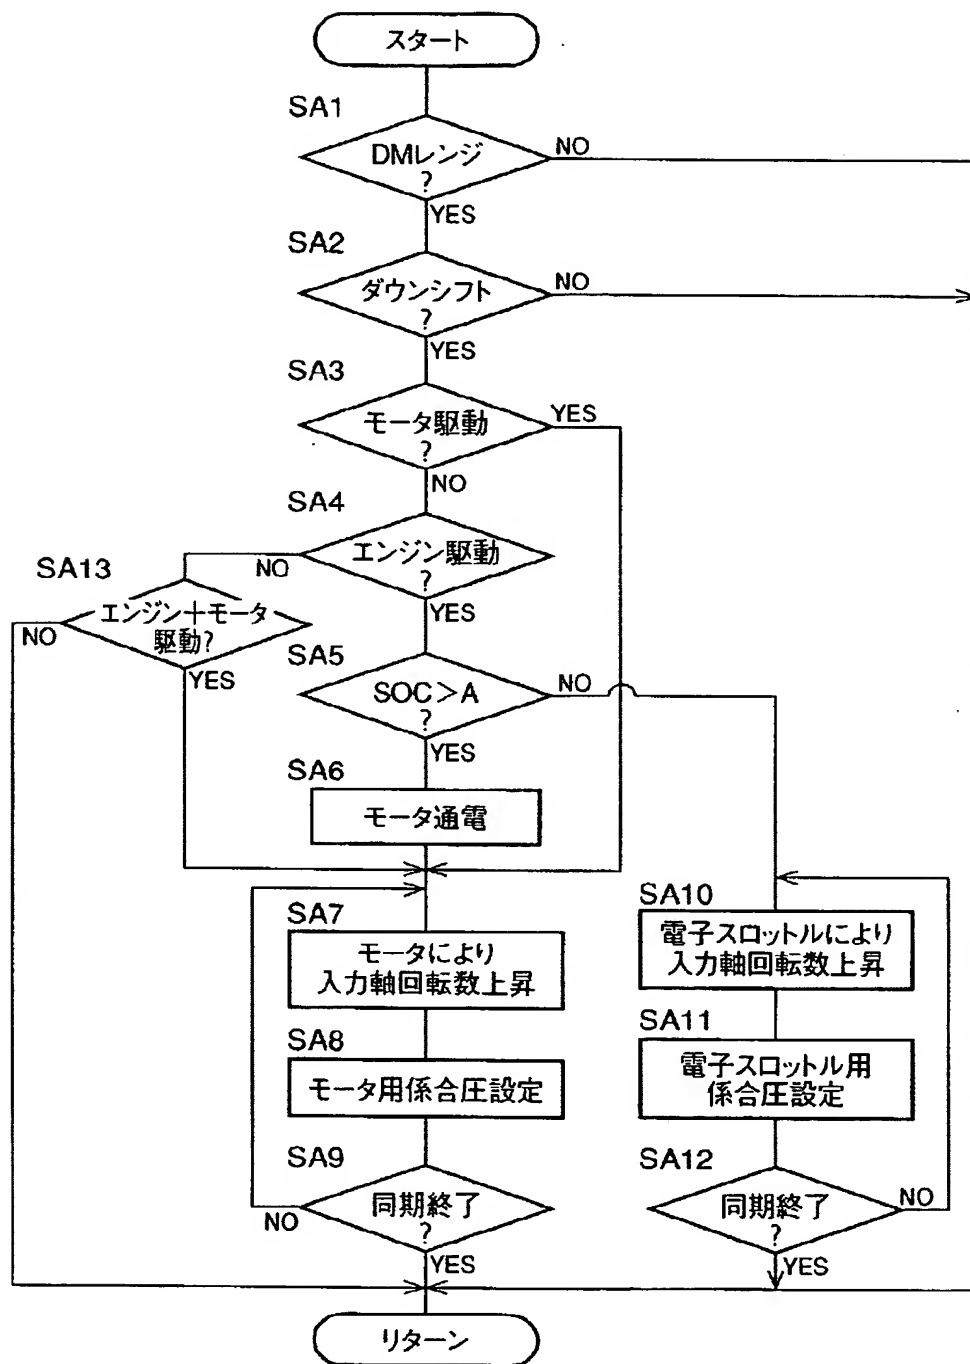 スタート
SA1
DMレンジ
?
NO
YES
SA2
ダウンシフト
?
NO
YES
SA3
モータ駆動
?
YES
NO
SA4
エンジン駆動
?
NO
YES
SA13
エンジン+モータ
駆動?
NO
YES
SA5
SOC>A
?
NO
YES
SA6
モータ通電
SA7
モータにより
入力軸回転数上昇
SA8
モータ用係合圧設定
SA9
同期終了
?
NO
YES
SA10
電子スロットルにより
入力軸回転数上昇
SA11
電子スロットル用
係合圧設定
SA12
同期終了
?
NO
YES
リターン